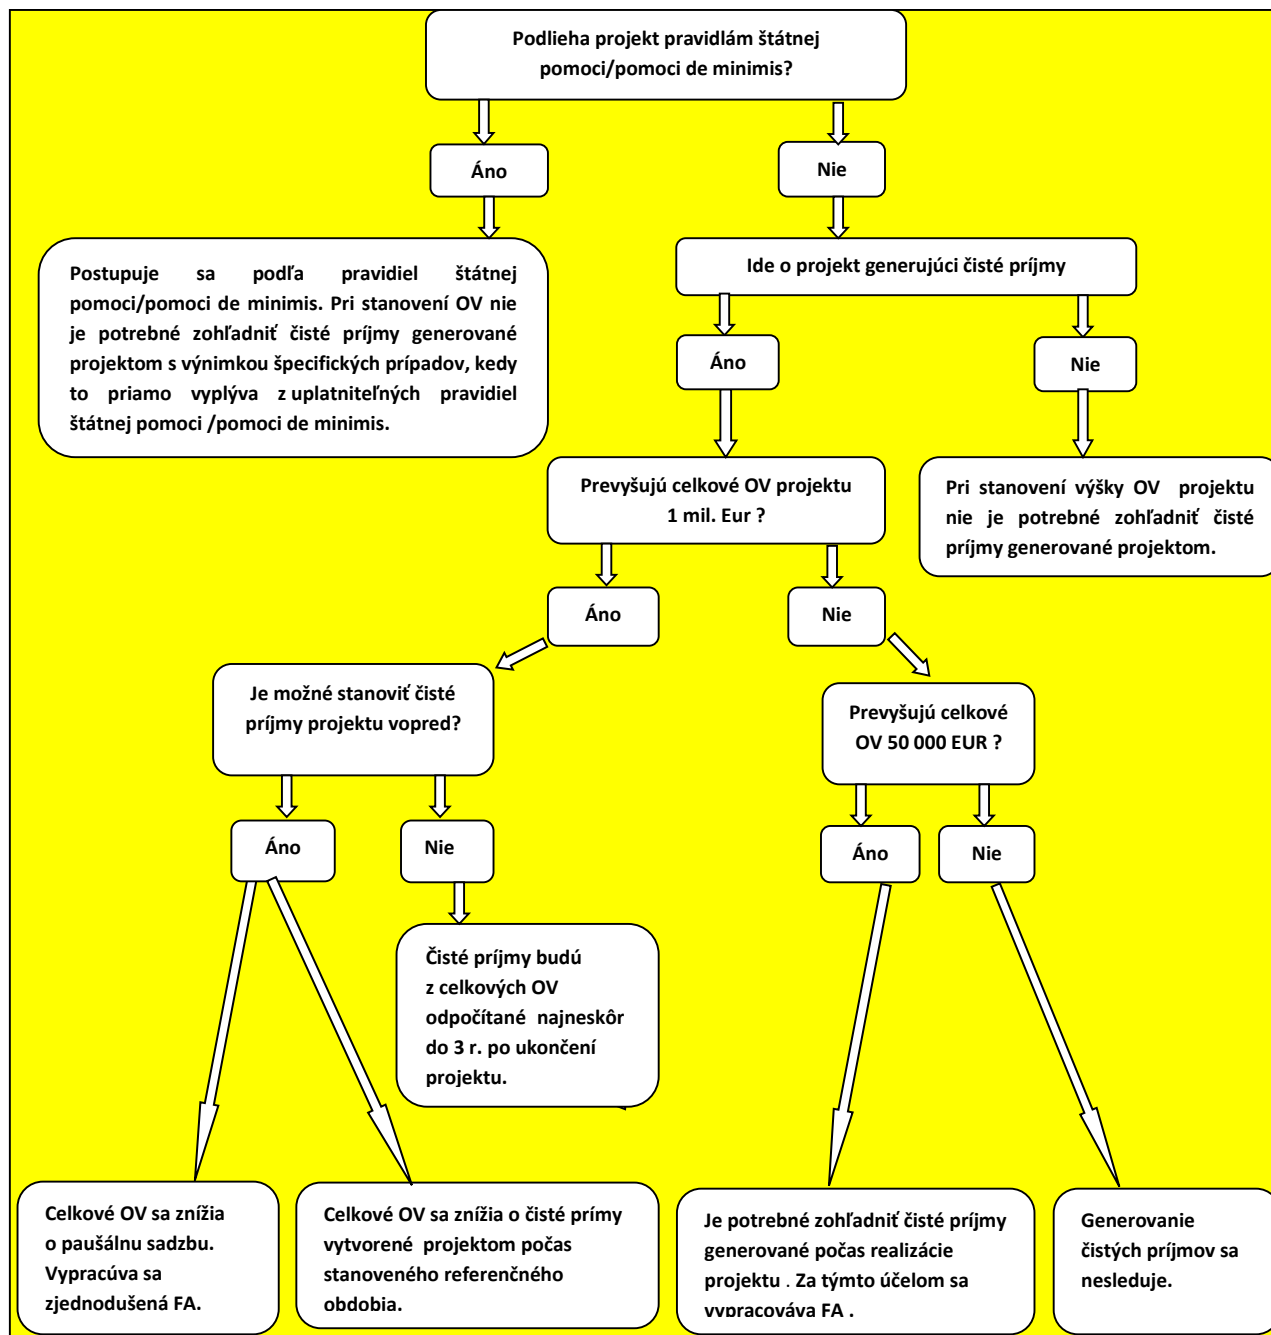 Podlieha projekt pravidlám štátnej
pomoci/pomoci de minimis?
Áno
Nie
Postupuje sa podľa pravidiel štátnej
pomoci/pomoci de minimis. Pri stanovení OV nie
je potrebné zohľadniť čisté príjmy generované
projektom s výnimkou špecifických prípadov, kedy
to priamo vyplýva z uplatniteľných pravidiel
štátnej pomoci /pomoci de minimis.
Ide o projekt generujúci čisté príjmy
Áno
Nie
Prevyšujú celkové OV projektu
1 mil. Eur ?
Pri stanovení výšky OV projektu
nie je potrebné zohľadniť čisté
príjmy generované projektom.
Áno
Nie
Je možné stanoviť čisté
príjmy projektu vopred?
Prevyšujú celkové
OV 50 000 EUR ?
Áno
Nie
Áno
Nie
Čisté príjmy budú
z celkových OV
odpočítané najneskôr
do 3 r. po ukončení
projektu.
Celkové OV sa znížia
o paušálnu sadzbu.
Vypracúva sa
zjednodušená FA.
Celkové OV sa znížia o čisté prímy
vytvorené projektom počas
stanoveného referenčného
obdobia.
Je potrebné zohľadniť čisté príjmy
generované počas realizácie
projektu . Za týmto účelom sa
vypracováva FA .
Generovanie
čistých príjmov sa
nesleduje.